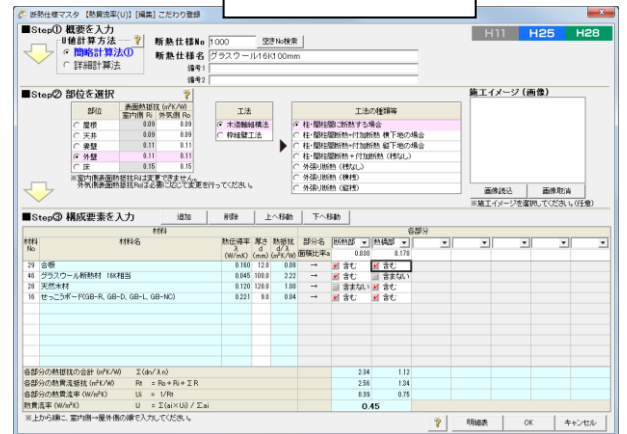 断熱仕様マスタ 【熱貫流率(U)】[編集] こだわり登録
■Step① 概要を入力
U値計算方法 ?
簡略計算法①
詳細計算法
断熱仕様No 1000 空きNo検索
断熱仕様名 グラスウール16K100mm
備考1
備考2
H11 H25 H28
■Step② 部位を選択 ?
部位 表面熱抵抗 (㎡K/W)
室内側 Ri 外気側 Ro
屋根 0.09 0.09
天井 0.09 0.09
妻壁 0.11 0.11
外壁 0.11 0.11
床 0.15 0.15
※室内側表面熱抵抗Riは変更できません。
外気側表面熱抵抗Roは必要に応じて変更を行ってください。
工法
木造軸組構法
枠組壁工法
工法の種類等
柱・間柱間に断熱する場合
柱・間柱間断熱+付加断熱 横下地の場合
柱・間柱間断熱+付加断熱 縦下地の場合
柱・間柱間断熱+付加断熱 (桟なし)
外張り断熱 (桟なし)
外張り断熱 (横桟)
外張り断熱 (縦桟)
施工イメージ (画像)
画像読込 画像取消
※施工イメージを選択してください。(任意)
■Step③ 構成要素を入力 追加 削除 上へ移動 下へ移動
材料 各部分
材料No 材料名 熱伝導率 λ (W/mK) 厚さ d (mm) 熱抵抗 d/λ (㎡K/W) 部分名 断熱部 熱橋部
面積比率a 0.830 0.170
29 合板 0.160 12.0 0.08 → 含む 含む
46 グラスウール断熱材 16K相当 0.045 100.0 2.22 → 含む 含まない
28 天然木材 0.120 120.0 1.00 → 含まない 含む
16 せっこうボード(GB-R, GB-D, GB-L, GB-NC) 0.221 9.0 0.04 → 含む 含む
各部分の熱抵抗の合計 (㎡K/W) Σ(dn/λn) 2.34 1.12
各部分の熱貫流抵抗 (㎡K/W) Rt = Ro+Ri+ΣR 2.56 1.34
各部分の熱貫流率 (W/㎡K) Ui = 1/Rt 0.39 0.75
熱貫流率 (W/㎡K) U = Σ(ai×Ui) / Σai 0.45
※上から順に、室内側→屋外側の順で入力してください。
? 明細表 OK キャンセル